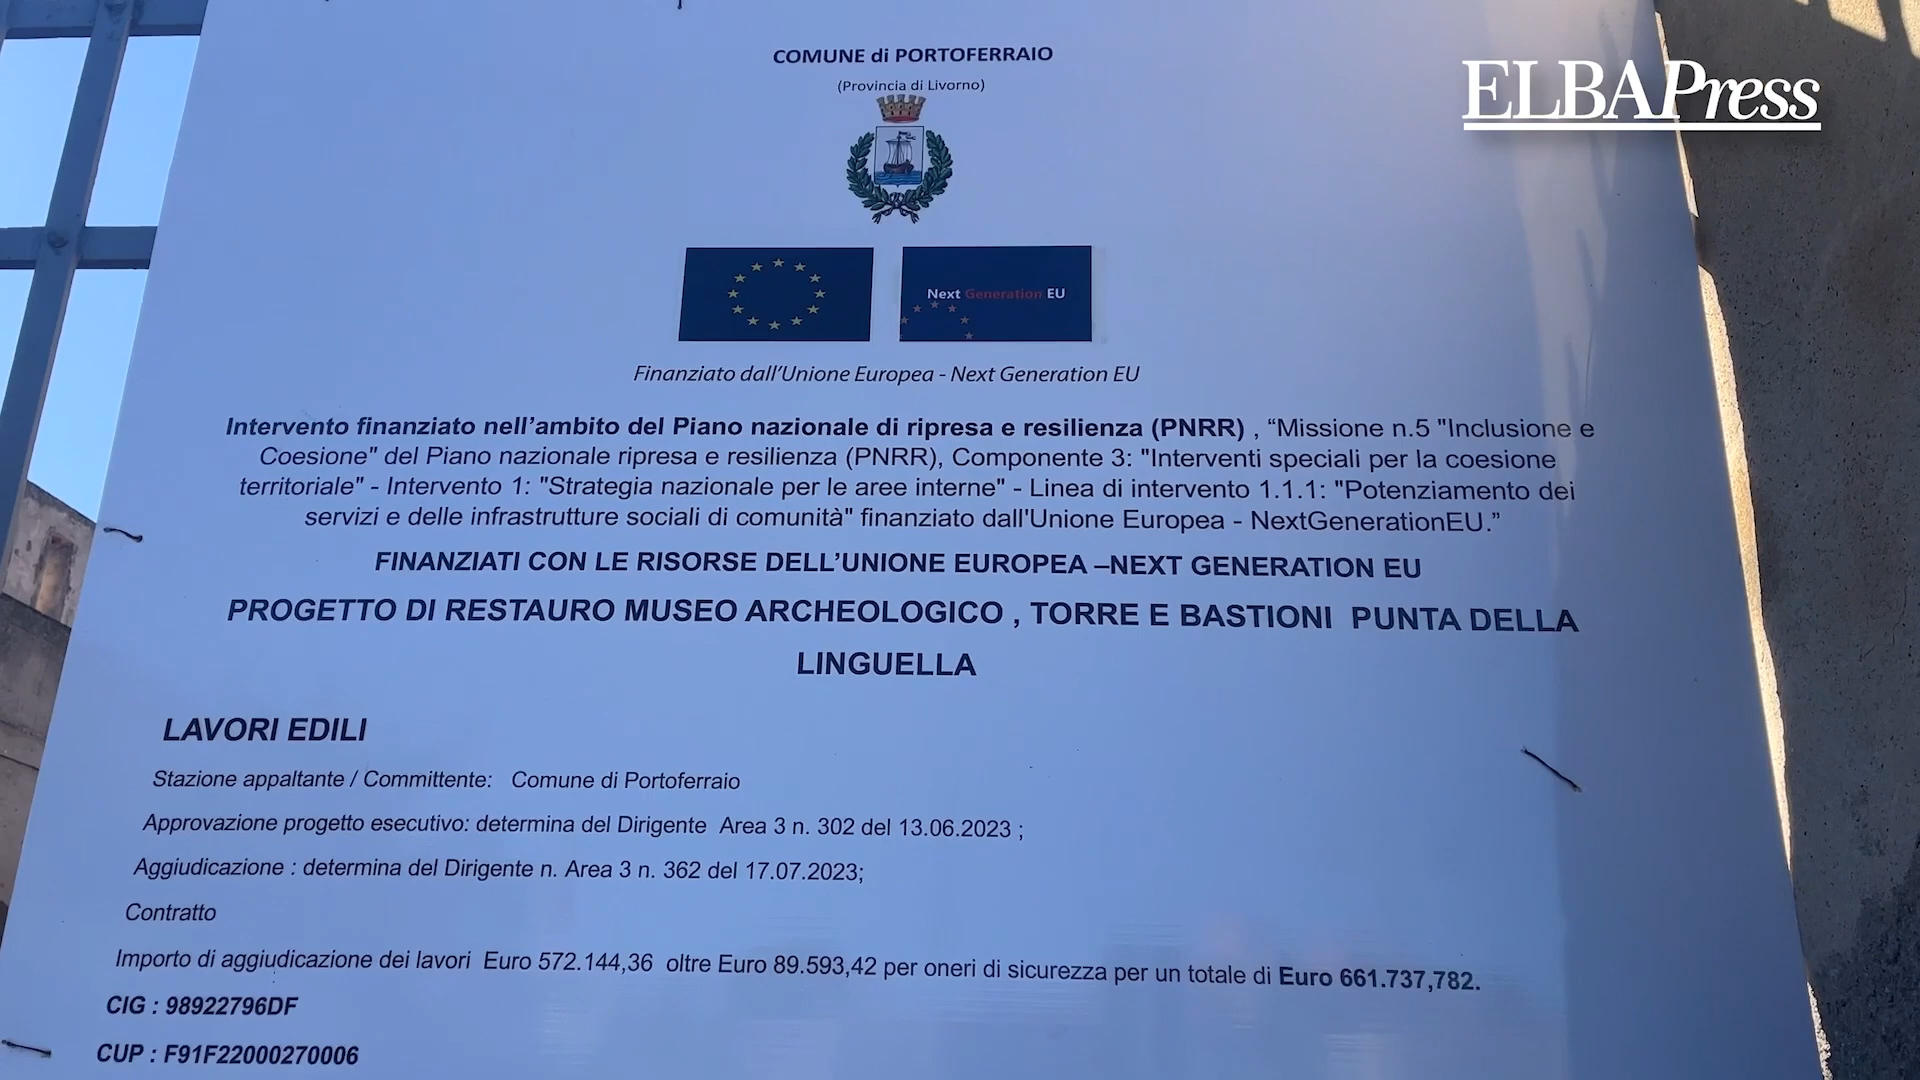 COMUNE di PORTOFERRAIO
(Provincia di Livorno)
ELBAPress
Next Generation EU
Finanziato dall'Unione Europea - Next Generation EU
Intervento finanziato nell'ambito del Piano nazionale di ripresa e resilienza (PNRR) , “Missione n.5 "Inclusione e
Coesione" del Piano nazionale ripresa e resilienza (PNRR), Componente 3: "Interventi speciali per la coesione
territoriale" - Intervento 1: "Strategia nazionale per le aree interne" - Linea di intervento 1.1.1: "Potenziamento dei
servizi e delle infrastrutture sociali di comunità" finanziato dall'Unione Europea - NextGenerationEU.”
FINANZIATI CON LE RISORSE DELL'UNIONE EUROPEA –NEXT GENERATION EU
PROGETTO DI RESTAURO MUSEO ARCHEOLOGICO , TORRE E BASTIONI PUNTA DELLA
LINGUELLA
LAVORI EDILI
Stazione appaltante / Committente: Comune di Portoferraio
Approvazione progetto esecutivo: determina del Dirigente Area 3 n. 302 del 13.06.2023 ;
Aggiudicazione : determina del Dirigente n. Area 3 n. 362 del 17.07.2023;
Contratto
Importo di aggiudicazione dei lavori Euro 572.144,36 oltre Euro 89.593,42 per oneri di sicurezza per un totale di Euro 661.737,782.
CIG : 98922796DF
CUP : F91F22000270006